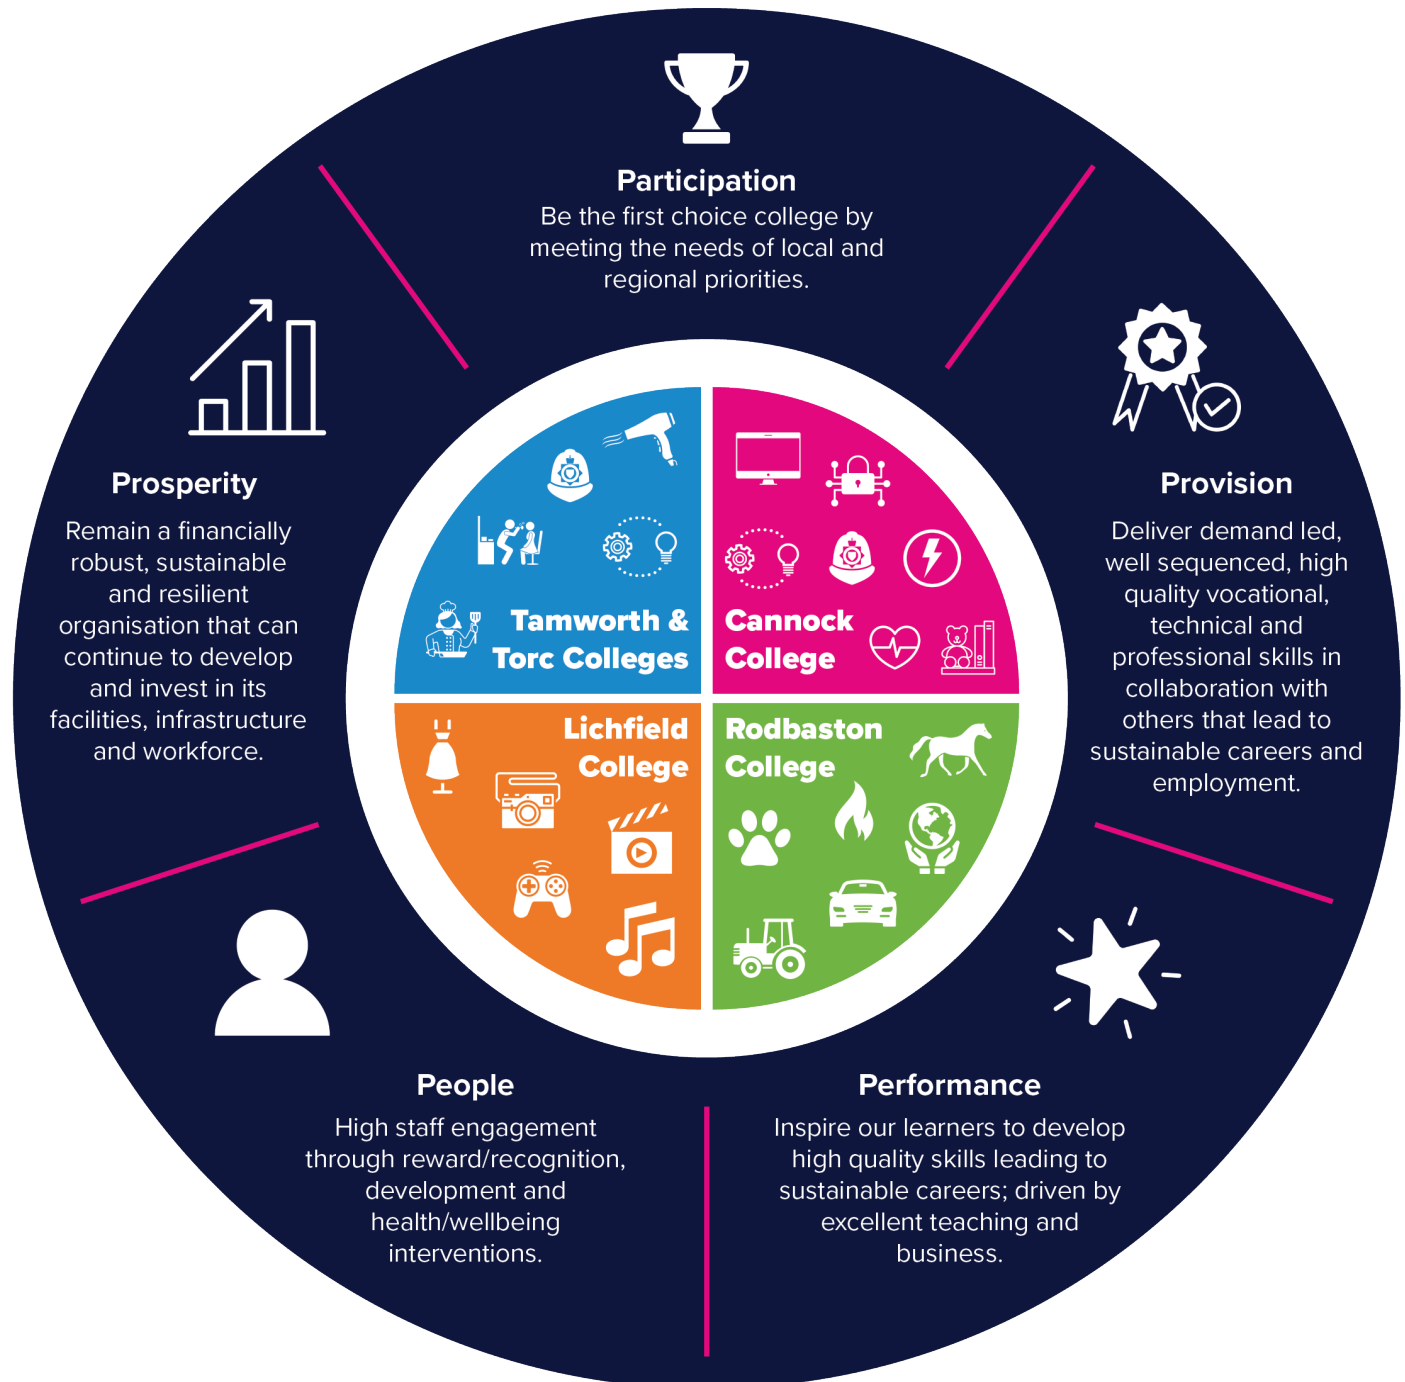 Participation
Be the first choice college by
meeting the needs of local and
regional priorities.
Provision
Deliver demand led,
well sequenced, high
quality vocational,
technical and
professional skills in
collaboration with
others that lead to
sustainable careers and
employment.
Performance
Inspire our learners to develop
high quality skills leading to
sustainable careers; driven by
excellent teaching and
business.
People
High staff engagement
through reward/recognition,
development and
health/wellbeing
interventions.
Prosperity
Remain a financially
robust, sustainable
and resilient
organisation that can
continue to develop
and invest in its
facilities, infrastructure
and workforce.
Tamworth &
Torc Colleges
Cannock
College
Lichfield
College
Rodbaston
College